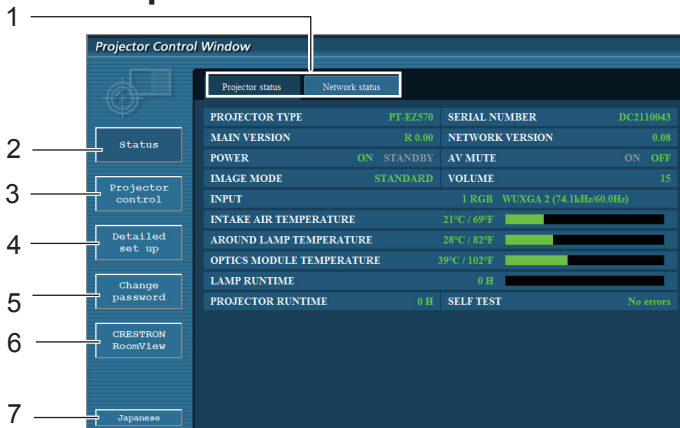 1
Projector Control Window
Projector status Network status
PROJECTOR TYPE PT-EZ570 SERIAL NUMBER DC2110043
MAIN VERSION R 0.00 NETWORK VERSION 0.08
POWER ON STANDBY AV MUTE ON OFF
IMAGE MODE STANDARD VOLUME 15
INPUT 1 RGB WUXGA 2 (74.1kHz/60.0Hz)
INTAKE AIR TEMPERATURE 21°C / 69°F
AROUND LAMP TEMPERATURE 28°C / 82°F
OPTICS MODULE TEMPERATURE 39°C / 102°F
LAMP RUNTIME 0 H
PROJECTOR RUNTIME 0 H SELF TEST No errors
2 Status
3 Projector
control
4 Detailed
set up
5 Change
password
6 CRESTRON
RoomView
7 Japanese